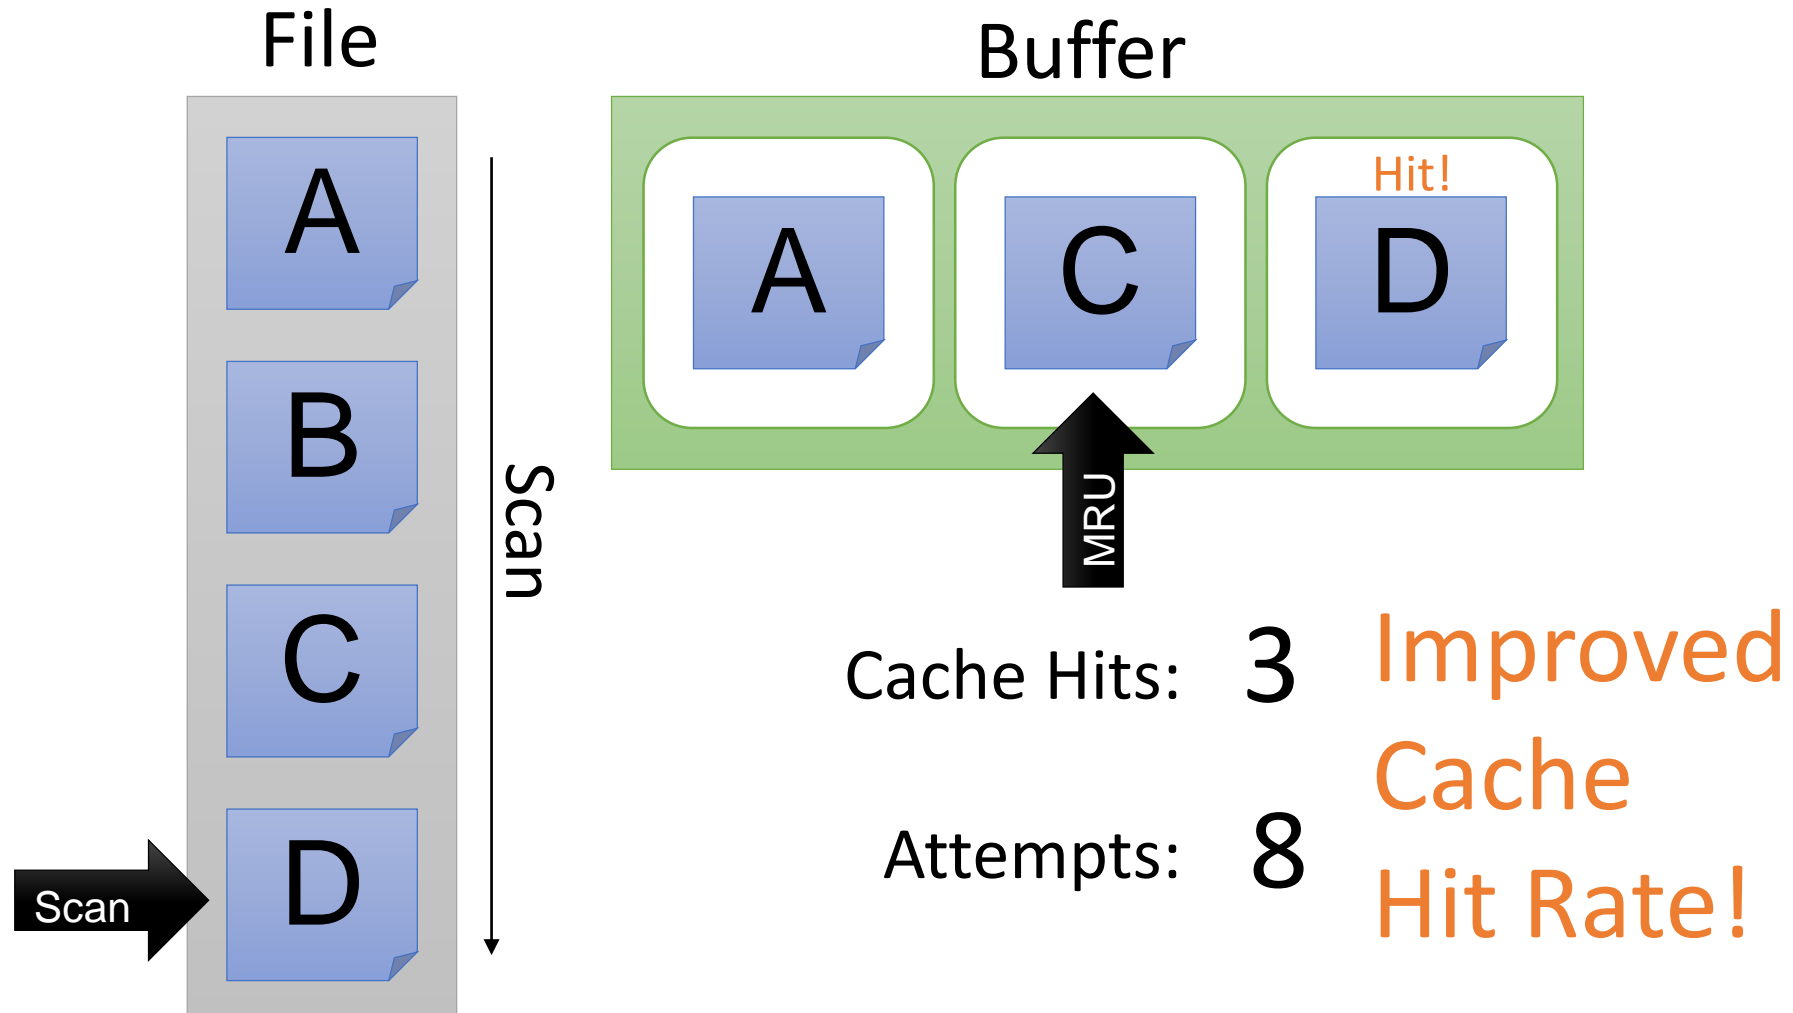 File
Buffer
A
B
C
D
Scan
Scan
A
C
Hit!
D
MRU
Cache Hits: 3
Attempts: 8
Improved
Cache
Hit Rate!